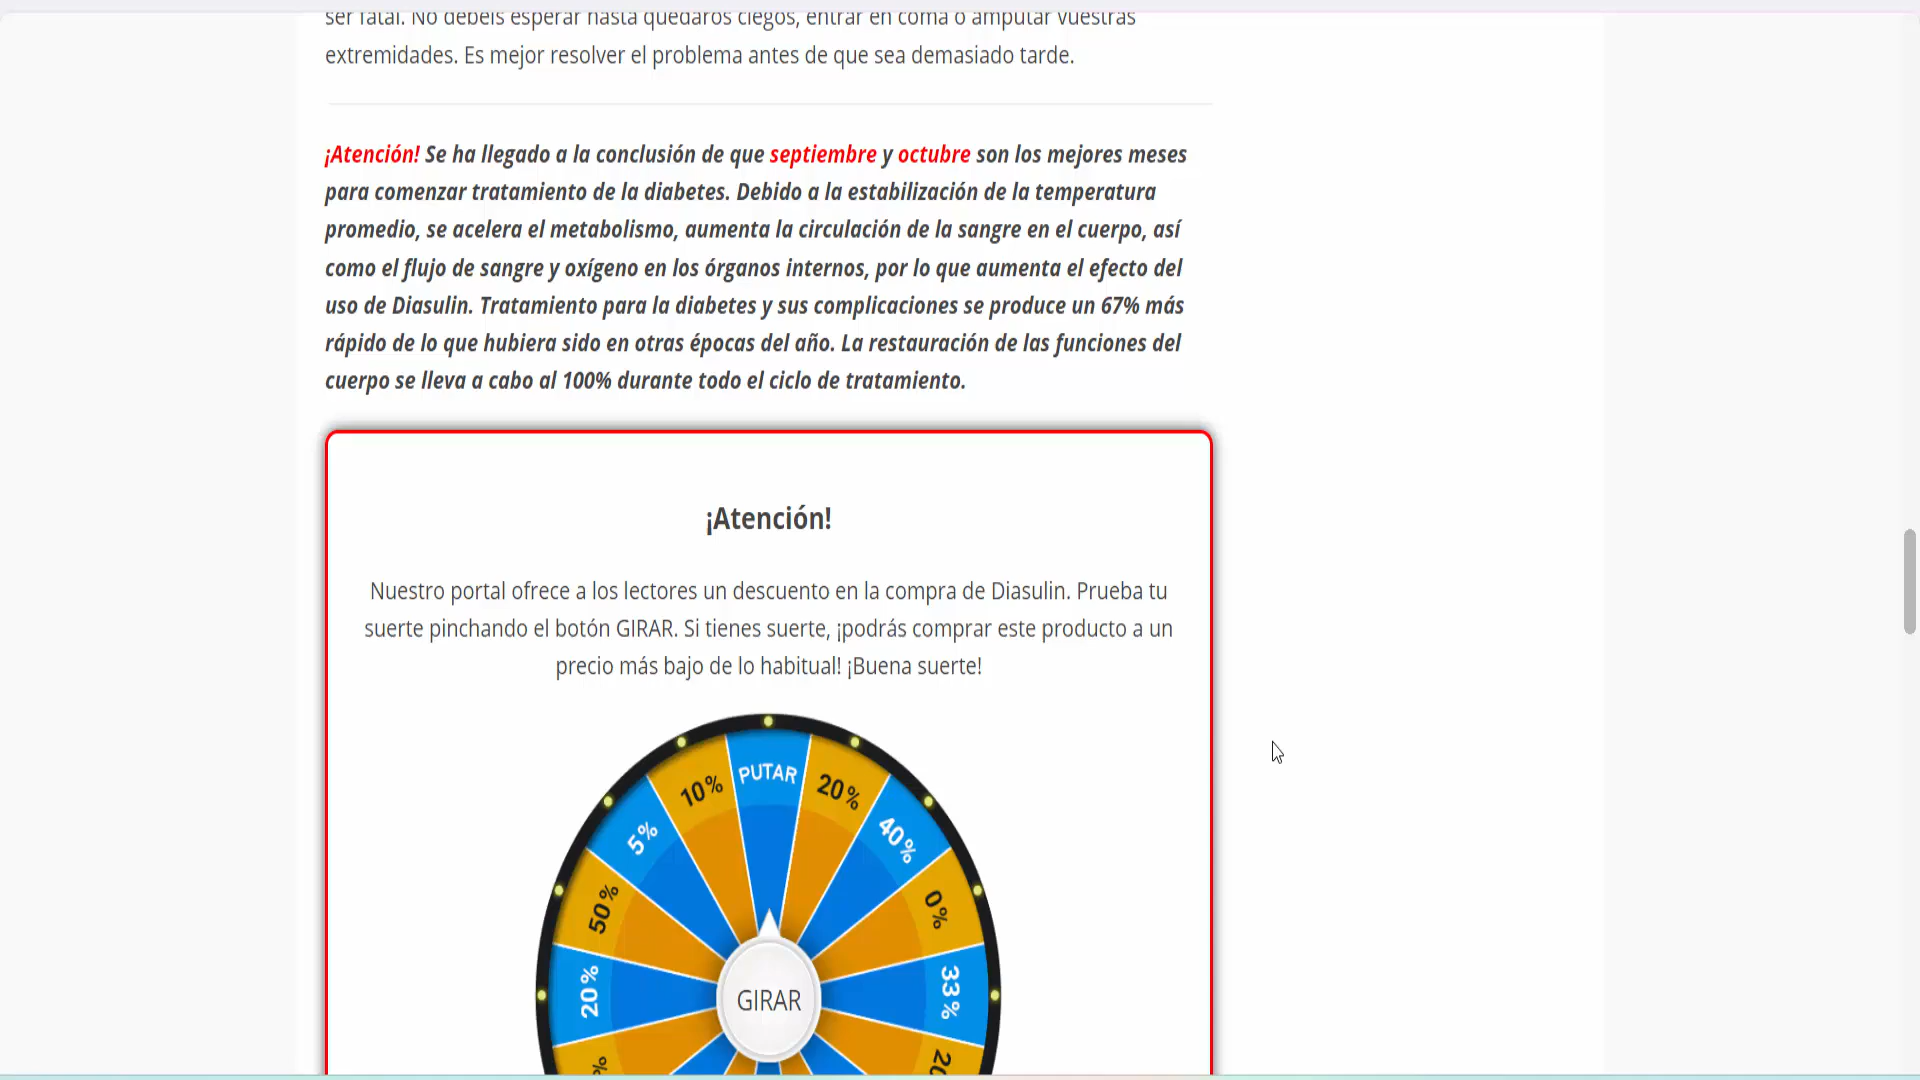 ser fatal. No debéis esperar hasta quedaros ciegos, entrar en coma o amputar vuestras
extremidades. Es mejor resolver el problema antes de que sea demasiado tarde.
¡Atención! Se ha llegado a la conclusión de que septiembre y octubre son los mejores meses
para comenzar tratamiento de la diabetes. Debido a la estabilización de la temperatura
promedio, se acelera el metabolismo, aumenta la circulación de la sangre en el cuerpo, así
como el flujo de sangre y oxígeno en los órganos internos, por lo que aumenta el efecto del
uso de Diasulin. Tratamiento para la diabetes y sus complicaciones se produce un 67% más
rápido de lo que hubiera sido en otras épocas del año. La restauración de las funciones del
cuerpo se lleva a cabo al 100% durante todo el ciclo de tratamiento.
¡Atención!
Nuestro portal ofrece a los lectores un descuento en la compra de Diasulin. Prueba tu
suerte pinchando el botón GIRAR. Si tienes suerte, ¡podrás comprar este producto a un
precio más bajo de lo habitual! ¡Buena suerte!
PUTAR
10%
20%
5%
40%
50%
0%
20%
33%
GIRAR
%
20